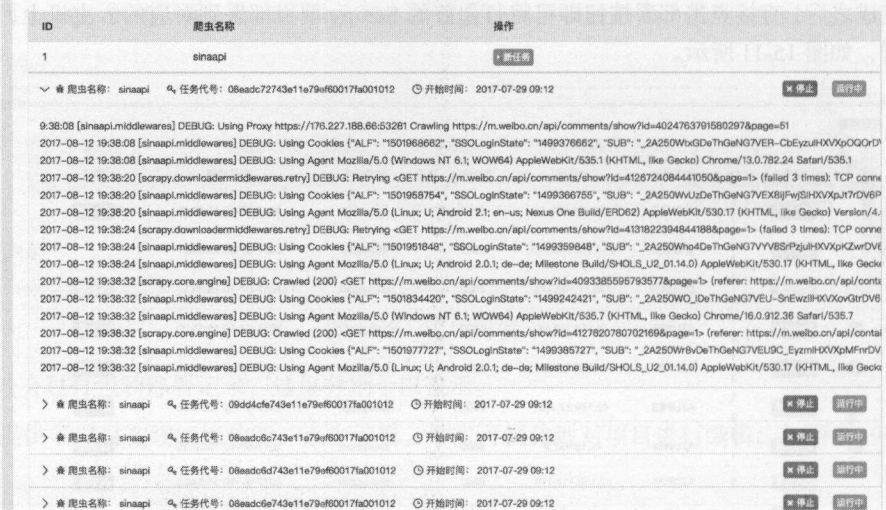 ID 爬虫名称 操作
1 sinaapi 新任务
爬虫名称： sinaapi 任务代号：08eadc72743e11e79ef60017fa001012 开始时间： 2017-07-29 09:12 停止 运行中
9:38:08 [sinaapi.middlewares] DEBUG: Using Proxy https://176.227.188.66:53281 Crawling https://m.weibo.cn/api/comments/show?id=4024763791580297&page=51
2017-08-12 19:38:08 [sinaapi.middlewares] DEBUG: Using Cookies {"ALF": "1501968662", "SSOLoginState": "1499376662", "SUB": "_2A250WtxGDeThGeNG7VER-CbEyzuIHXVXpOQOrDV
2017-08-12 19:38:08 [sinaapi.middlewares] DEBUG: Using Agent Mozilla/5.0 (Windows NT 6.1; WOW64) AppleWebKit/535.1 (KHTML, like Gecko) Chrome/13.0.782.24 Safari/535.1
2017-08-12 19:38:20 [scrapy.downloadermiddlewares.retry] DEBUG: Retrying <GET https://m.weibo.cn/api/comments/show?id=4126724084441050&page=1> (failed 3 times): TCP conne
2017-08-12 19:38:20 [sinaapi.middlewares] DEBUG: Using Cookies {"ALF": "1501958754", "SSOLoginState": "1499366755", "SUB": "_2A250WvUzDeThGeNG7VEX8ijFwjSIHXVXpJt7rDV6P
2017-08-12 19:38:20 [sinaapi.middlewares] DEBUG: Using Agent Mozilla/5.0 (Linux; U; Android 2.1; en-us; Nexus One Build/ERD62) AppleWebKit/530.17 (KHTML, like Gecko) Version/4.
2017-08-12 19:38:24 [scrapy.downloadermiddlewares.retry] DEBUG: Retrying <GET https://m.weibo.cn/api/comments/show?id=4131822394844188&page=1> (failed 3 times): TCP conne
2017-08-12 19:38:24 [sinaapi.middlewares] DEBUG: Using Cookies {"ALF": "1501951848", "SSOLoginState": "1499359848", "SUB": "_2A250Who4DeThGeNG7VYV8SrPzjuIHXVXpKZwrDV6
2017-08-12 19:38:24 [sinaapi.middlewares] DEBUG: Using Agent Mozilla/5.0 (Linux; U; Android 2.0.1; de-de; Milestone Build/SHOLS_U2_01.14.0) AppleWebKit/530.17 (KHTML, like Gecko
2017-08-12 19:38:32 [scrapy.core.engine] DEBUG: Crawled (200) <GET https://m.weibo.cn/api/comments/show?id=4093385595793577&page=1> (referer: https://m.weibo.cn/api/conta
2017-08-12 19:38:32 [sinaapi.middlewares] DEBUG: Using Cookies {"ALF": "1501834420", "SSOLoginState": "1499242421", "SUB": "_2A250WO_IDeThGeNG7VEU-SnEwzIIHXVXovGtrDV6
2017-08-12 19:38:32 [sinaapi.middlewares] DEBUG: Using Agent Mozilla/5.0 (Windows NT 6.1; WOW64) AppleWebKit/535.7 (KHTML, like Gecko) Chrome/16.0.912.36 Safari/535.7
2017-08-12 19:38:32 [scrapy.core.engine] DEBUG: Crawled (200) <GET https://m.weibo.cn/api/comments/show?id=4127620780702169&page=1> (referer: https://m.weibo.cn/api/contai
2017-08-12 19:38:32 [sinaapi.middlewares] DEBUG: Using Cookies {"ALF": "1501977727", "SSOLoginState": "1499385727", "SUB": "_2A250Wr8vDeThGeNG7VEU9C_EyzmIHXVXpMFnrDV
2017-08-12 19:38:32 [sinaapi.middlewares] DEBUG: Using Agent Mozilla/5.0 (Linux; U; Android 2.0.1; de-de; Milestone Build/SHOLS_U2_01.14.0) AppleWebKit/530.17 (KHTML, like Gecko
爬虫名称： sinaapi 任务代号：09dd4cfe743e11e79ef60017fa001012 开始时间： 2017-07-29 09:12 停止 运行中
爬虫名称： sinaapi 任务代号：08eadc6c743e11e79ef60017fa001012 开始时间： 2017-07-29 09:12 停止 运行中
爬虫名称： sinaapi 任务代号：08eadc6d743e11e79ef60017fa001012 开始时间： 2017-07-29 09:12 停止 运行中
爬虫名称： sinaapi 任务代号：08eadc6e743e11e79ef60017fa001012 开始时间： 2017-07-29 09:12 停止 运行中